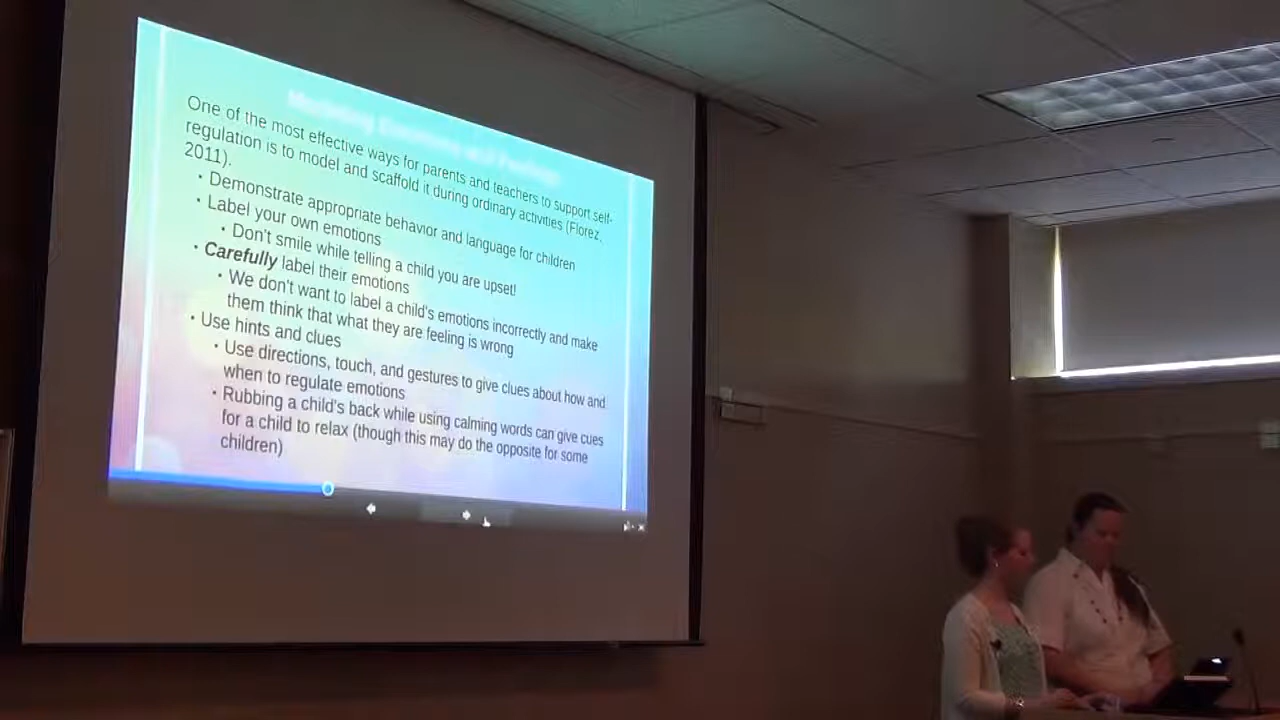 One of the most effective ways for parents and teachers to support self-
regulation is to model and scaffold it during ordinary activities (Florez,
2011).
• Demonstrate appropriate behavior and language for children
• Label your own emotions
• Don't smile while telling a child you are upset!
• Carefully label their emotions
• We don't want to label a child's emotions incorrectly and make
them think that what they are feeling is wrong
• Use hints and clues
• Use directions, touch, and gestures to give clues about how and
when to regulate emotions
• Rubbing a child's back while using calming words can give cues
for a child to relax (though this may do the opposite for some
children)